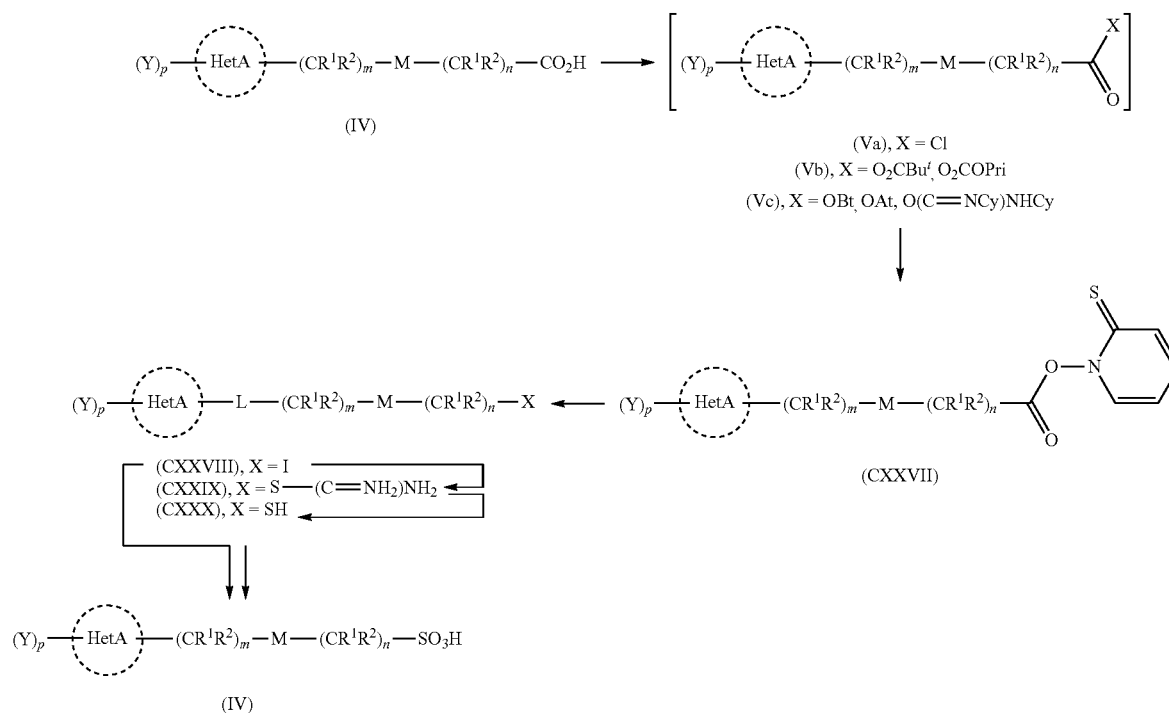 (Y)p—HetA—(CR¹R²)m—M—(CR¹R²)n—CO₂H
(Y)p—HetA—(CR¹R²)m—M—(CR¹R²)n
X
O
(IV)
(Va), X = Cl
(Vb), X = O₂CBuᵗ, O₂COPri
(Vc), X = OBt, OAt, O(C=NCy)NHCy
S
O—N
(Y)p—HetA—L—(CR¹R²)m—M—(CR¹R²)n—X
(Y)p—HetA—(CR¹R²)m—M—(CR¹R²)n
O
(CXXVII)
(CXXVIII), X = I
(CXXIX), X = S—(C=NH₂)NH₂
(CXXX), X = SH
(Y)p—HetA—(CR¹R²)m—M—(CR¹R²)n—SO₃H
(IV)